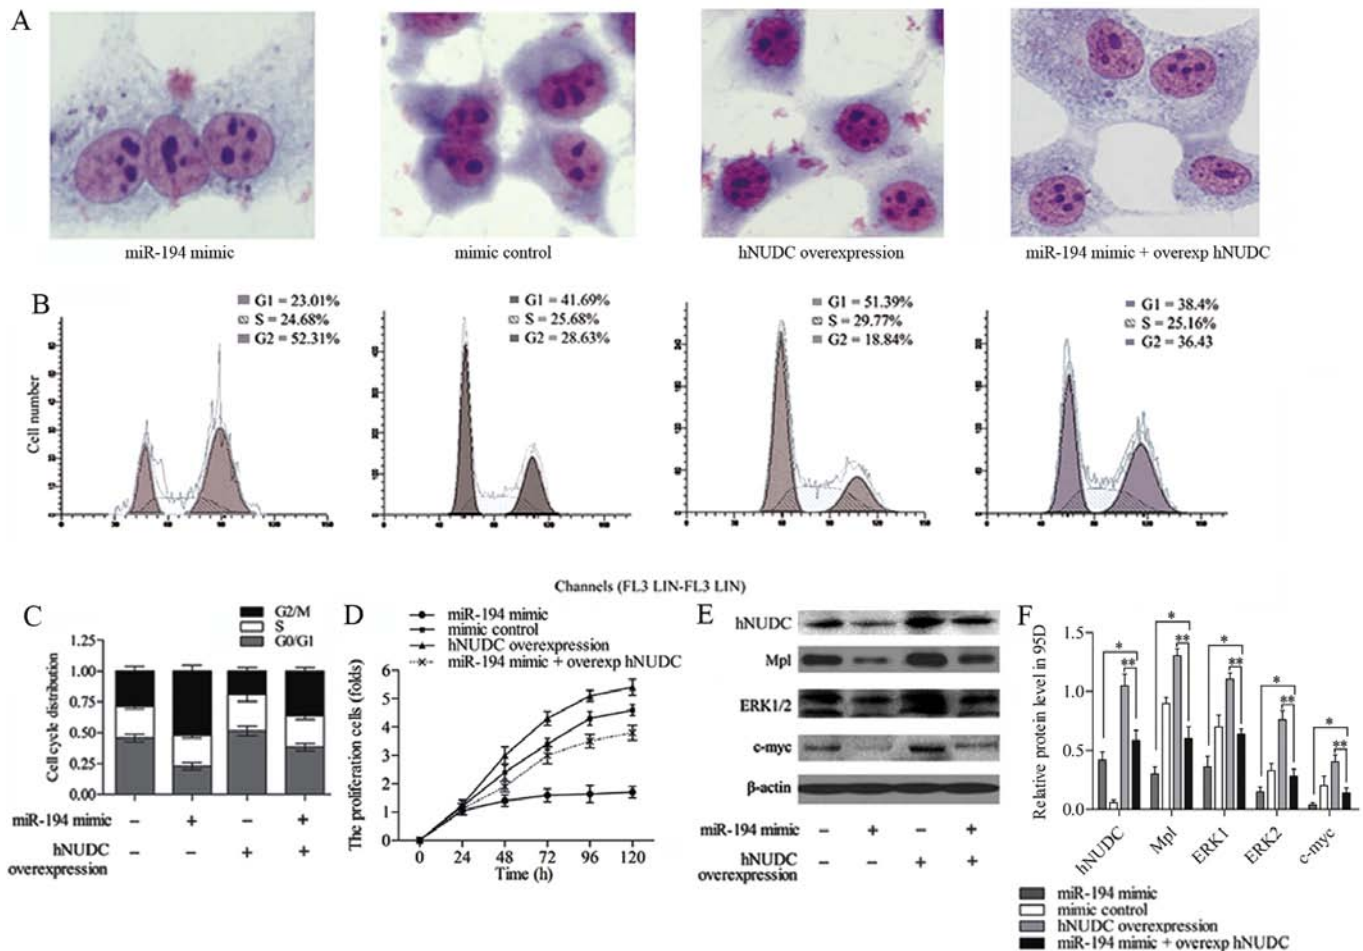 A
miR-194 mimic
mimic control
hNUDC overexpression
miR-194 mimic + overexp hNUDC
B
Cell number
G1 = 23.01%
S = 24.68%
G2 = 52.31%
G1 = 41.69%
S = 25.68%
G2 = 28.63%
G1 = 51.39%
S = 29.77%
G2 = 18.84%
G1 = 38.4%
S = 25.16%
G2 = 36.43
Channels (FL3 LIN-FL3 LIN)
C
G2/M
S
G0/G1
Cell cycle distribution
1.25
1.00
0.75
0.50
0.25
0.00
miR-194 mimic − + − +
hNUDC overexpression − − + +
D
miR-194 mimic
mimic control
hNUDC overexpression
miR-194 mimic + overexp hNUDC
The proliferation cells (folds)
6
5
4
3
2
1
0
0 24 48 72 96 120
Time (h)
E
hNUDC
Mpl
ERK1/2
c-myc
β-actin
miR-194 mimic − + − +
hNUDC overexpression − − + +
F
Relative protein level in 95D
1.5
1.0
0.5
0.0
* ** * ** * ** * ** * **
hNUDC Mpl ERK1 ERK2 c-myc
miR-194 mimic
mimic control
hNUDC overexpression
miR-194 mimic + overexp hNUDC